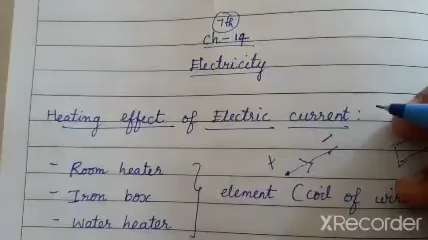 7th
Ch-14
Electricity
Heating effect of Electric current:
- Room heater
- Iron box
- Water heater
element (coil of wir
XRecorder